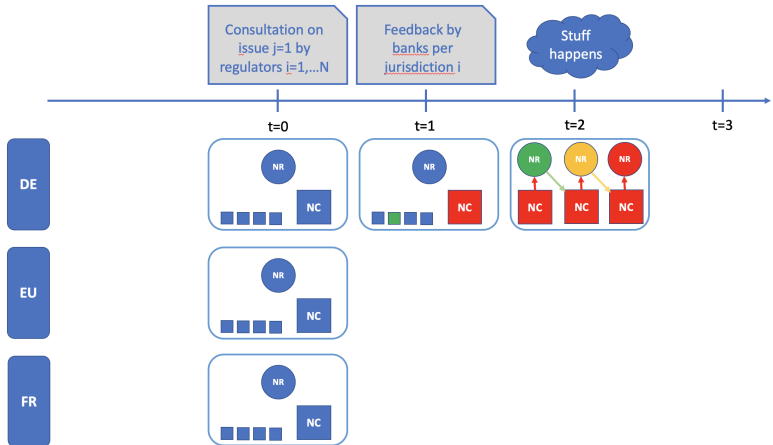 Consultation on
issue j=1 by
regulators i=1,...N
Feedback by
banks per
jurisdiction i
Stuff
happens
t=0
t=1
t=2
t=3
DE
NR
NC
NR
NC
NR
NR
NR
NC
NC
NC
EU
NR
NC
FR
NR
NC